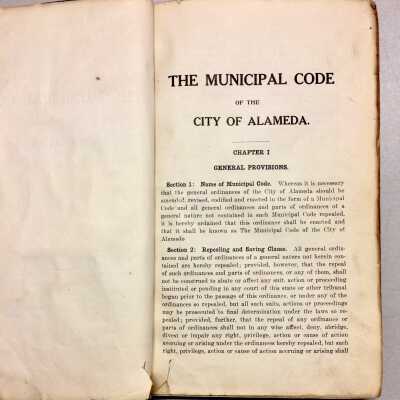 THE MUNICIPAL CODE
OF THE
CITY OF ALAMEDA.
CHAPTER I
GENERAL PROVISIONS.
Section 1: Name of Municipal Code. Whereas it is necessary
that the general ordinances of the City of Alameda should be
amended, revised, codified and enacted in the form of a Municipal
Code and all general ordinances and parts of ordinances of a
general nature not contained in such Municipal Code repealed,
it is hereby ordained that this ordinance shall be enacted and
that it shall be known as The Municipal Code of the City of
Alameda
Section 2: Repealing and Saving Clause. All general ordin-
ances and parts of ordinances of a general nature not herein con-
tained are hereby repealed; provided, however, that the repeal
of such ordinances and parts of ordinances, or any of them, shall
not be construed to abate or affect any suit, action or proceeding
instituted or pending in any court of this state or other tribunal
began prior to the passage of this ordinance, or under any of the
ordinances so repealed, but all such suits, actions or proceedings
may be prosecuted to final determination under the laws so re-
pealed; provided, further, that the repeal of any ordinance or
parts of ordinances shall not in any wise affect, deny, abridge,
divest or impair any right, privilege, action or cause of action
accruing or arising under the ordinances hereby repealed, but such
right, privilege, action or cause of action accruing or arising shall